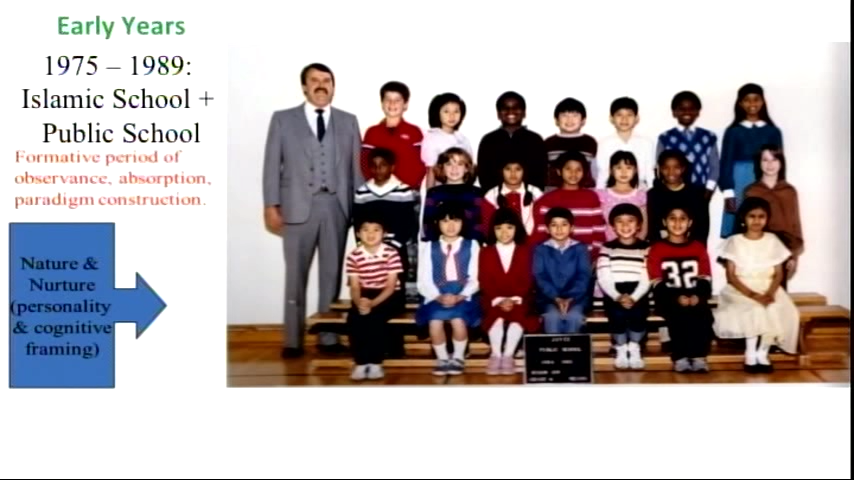 Early Years
1975 – 1989:
Islamic School +
Public School
Formative period of
observance, absorption,
paradigm construction.
Nature &
Nurture
(personality
& cognitive
framing)
32
PUBLIC SCHOOL